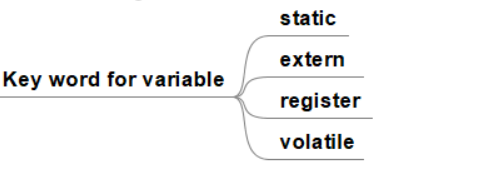 static
extern
Key word for variable
register
volatile